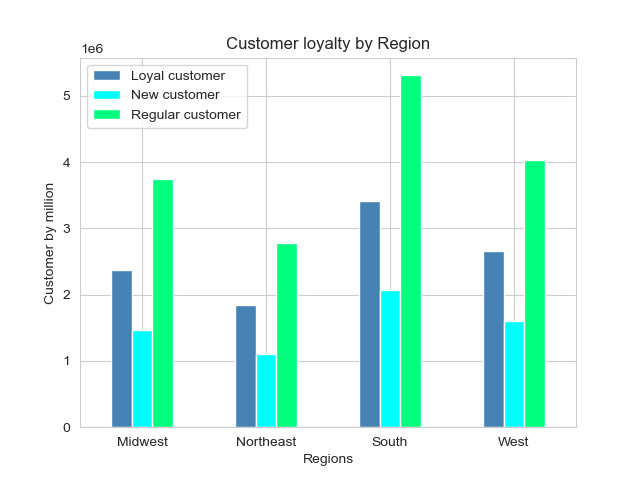 Customer loyalty by Region
1e6
Loyal customer
New customer
Regular customer
5
4
3
2
1
0
Customer by million
Midwest Northeast South West
Regions